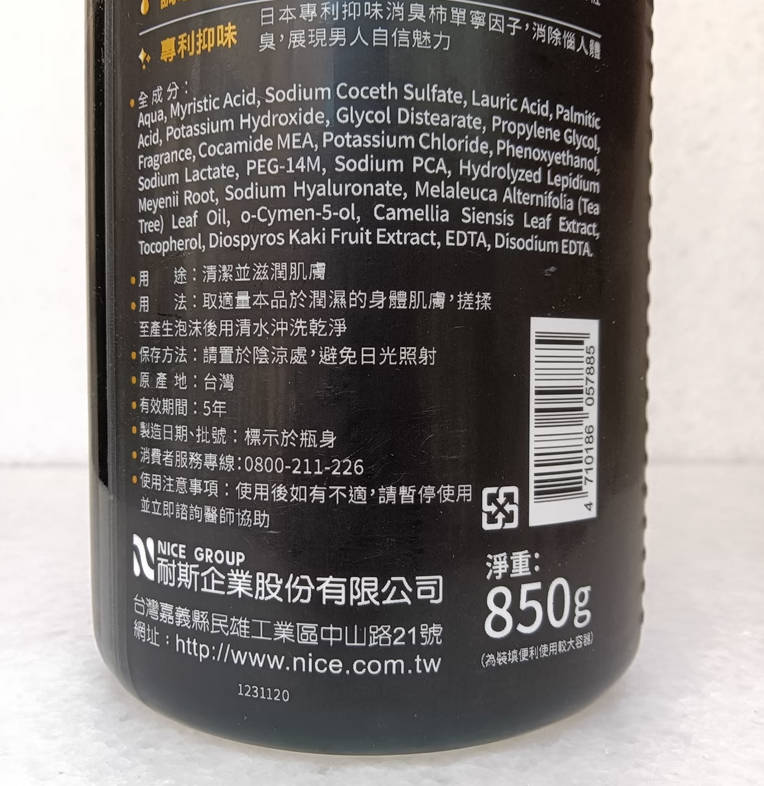 日本專利抑味消臭柿單寧因子,消除惱人體
專利抑味
臭,展現男人自信魅力
全成分:
Aqua, Myristic Acid, Sodium Coceth Sulfate, Lauric Acid, Palmitic
Acid, Potassium Hydroxide, Glycol Distearate, Propylene Glycol,
Fragrance, Cocamide MEA, Potassium Chloride, Phenoxyethanol,
Sodium Lactate, PEG-14M, Sodium PCA, Hydrolyzed Lepidium
Meyenii Root, Sodium Hyaluronate, Melaleuca Alternifolia (Tea
Tree) Leaf Oil, o-Cymen-5-ol, Camellia Siensis Leaf Extract,
Tocopherol, Diospyros Kaki Fruit Extract, EDTA, Disodium EDTA.
用 途:清潔並滋潤肌膚
用 法:取適量本品於潤濕的身體肌膚,搓揉
至產生泡沫後用清水沖洗乾淨
保存方法:請置於陰涼處,避免日光照射
原 產 地:台灣
有效期間:5年
製造日期、批號:標示於瓶身
消費者服務專線:0800-211-226
使用注意事項:使用後如有不適,請暫停使用
並立即諮詢醫師協助
4 710186 057885
NICE GROUP
耐斯企業股份有限公司
台灣嘉義縣民雄工業區中山路21號
網址:http://www.nice.com.tw
1231120
淨重:
850g
(為裝填便利使用較大容器)